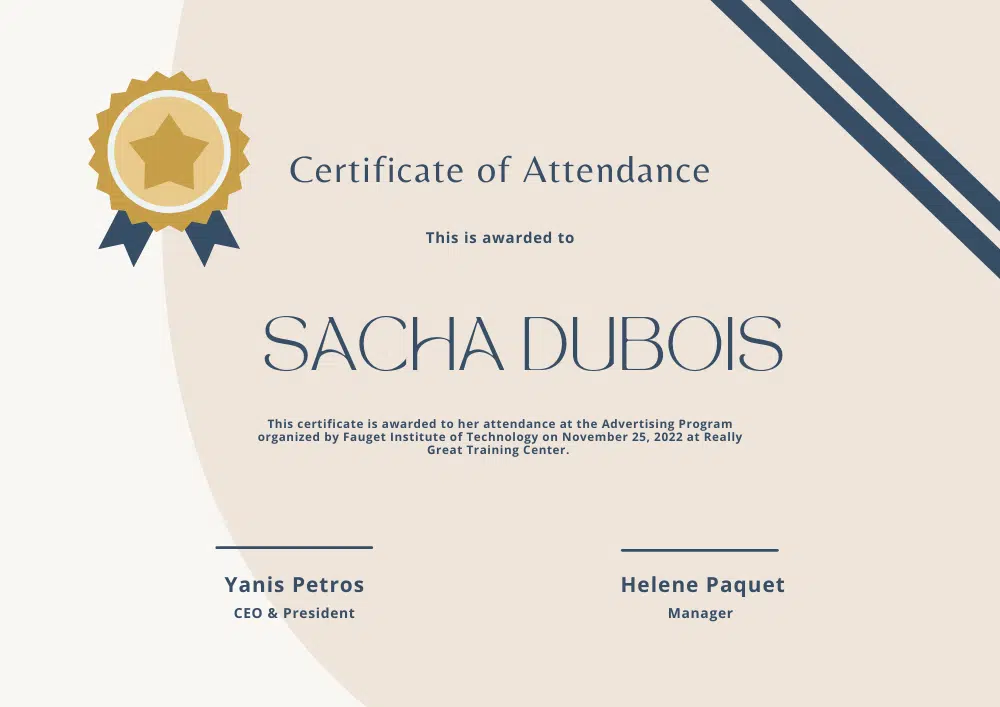 Certificate of Attendance
This is awarded to
SACHA DUBOIS
This certificate is awarded to her attendance at the Advertising Program
organized by Fauget Institute of Technology on November 25, 2022 at Really
Great Training Center.
Yanis Petros
CEO & President
Helene Paquet
Manager